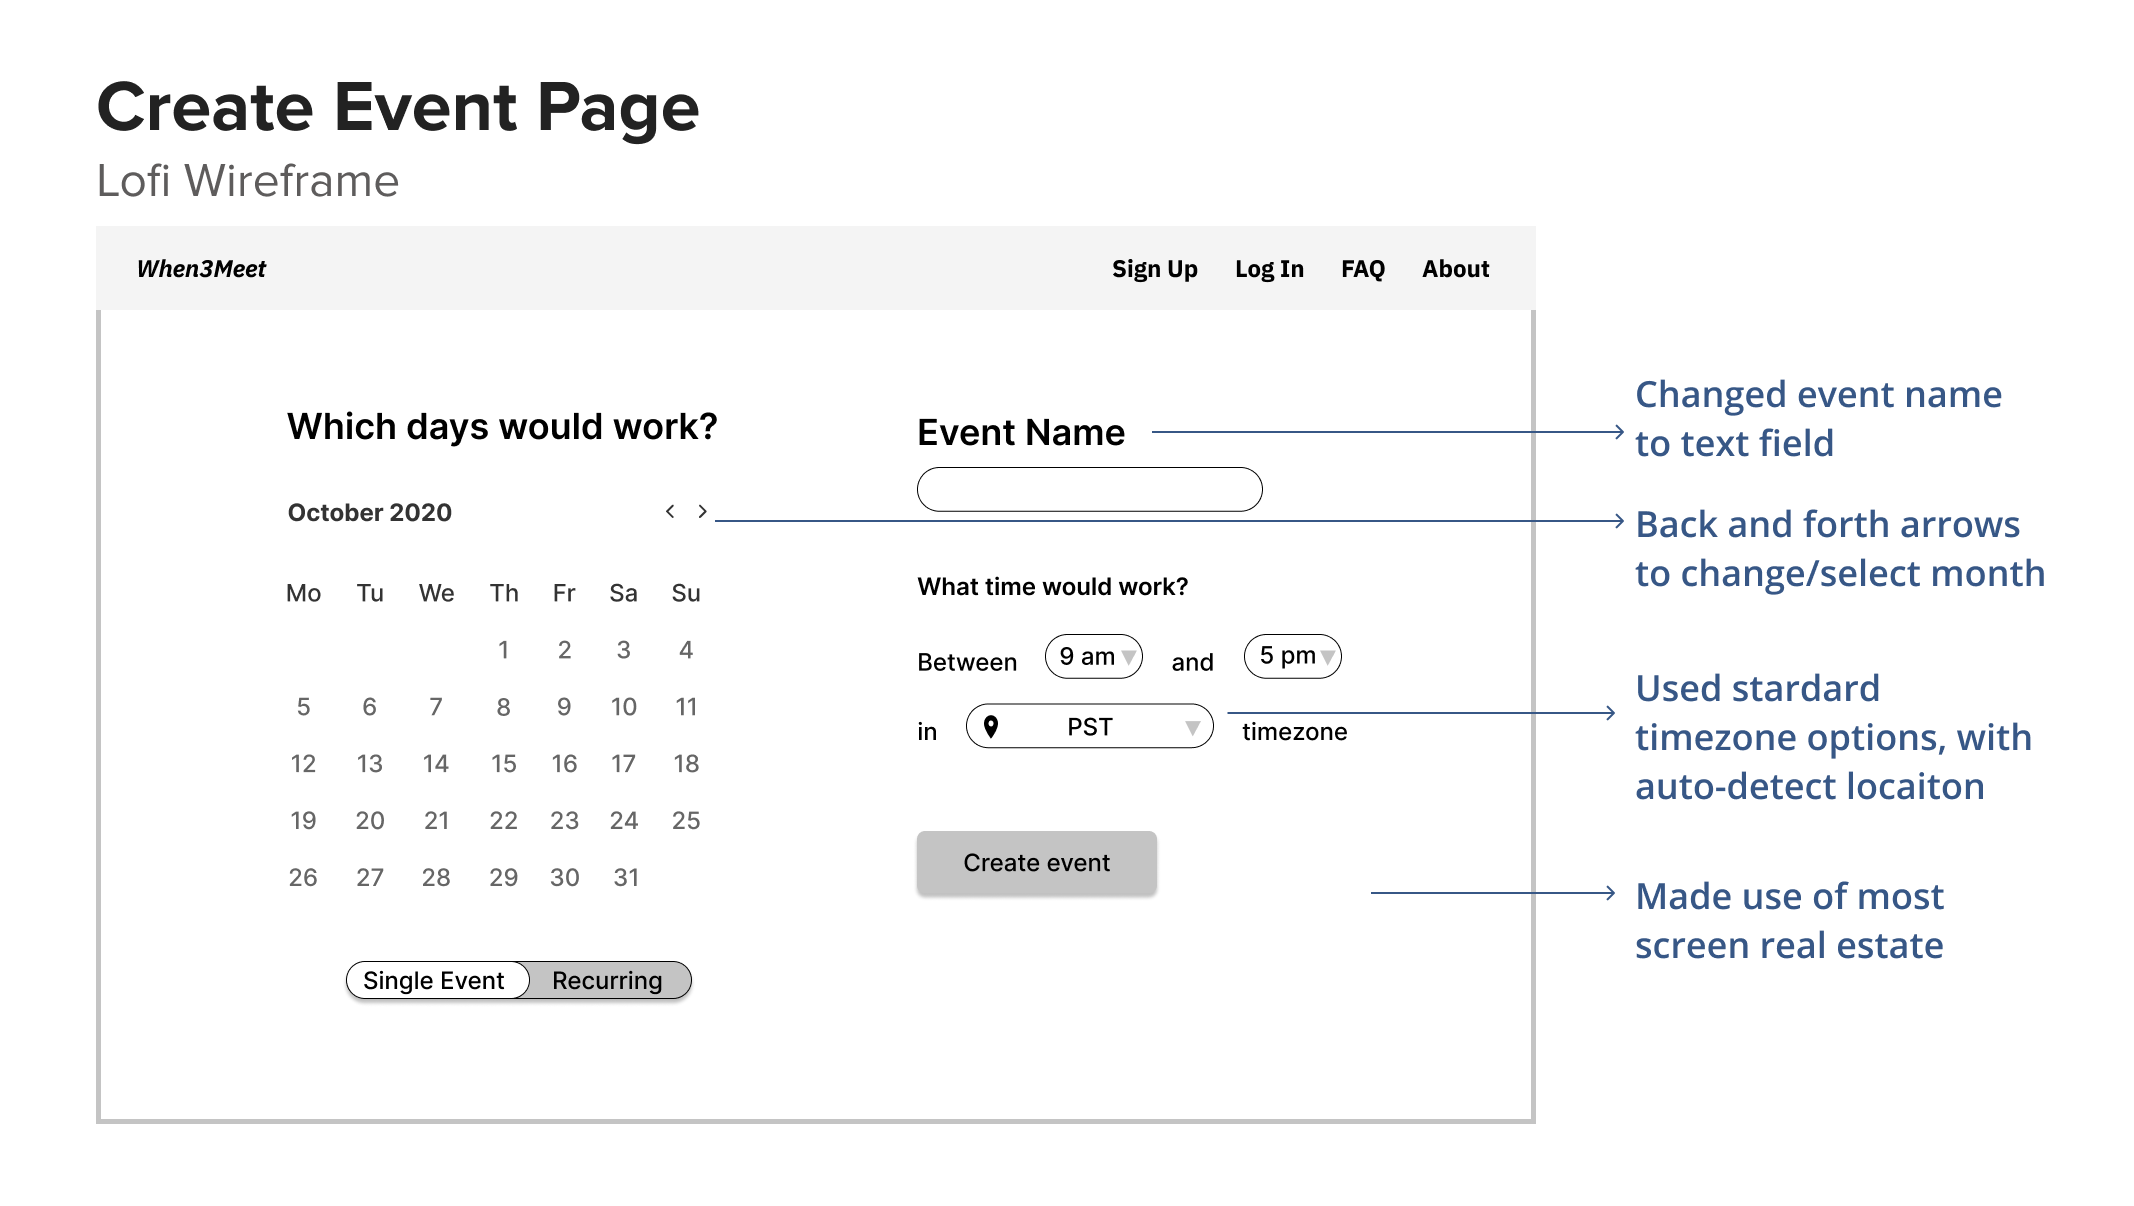 Create Event Page
Lofi Wireframe
When3Meet
Sign Up Log In FAQ About
Which days would work?
October 2020
< >
Mo Tu We Th Fr Sa Su
1 2 3 4
5 6 7 8 9 10 11
12 13 14 15 16 17 18
19 20 21 22 23 24 25
26 27 28 29 30 31
Single Event Recurring
Event Name
What time would work?
Between 9 am and 5 pm
in PST timezone
Create event
Changed event name
to text field
Back and forth arrows
to change/select month
Used stardard
timezone options, with
auto-detect locaiton
Made use of most
screen real estate